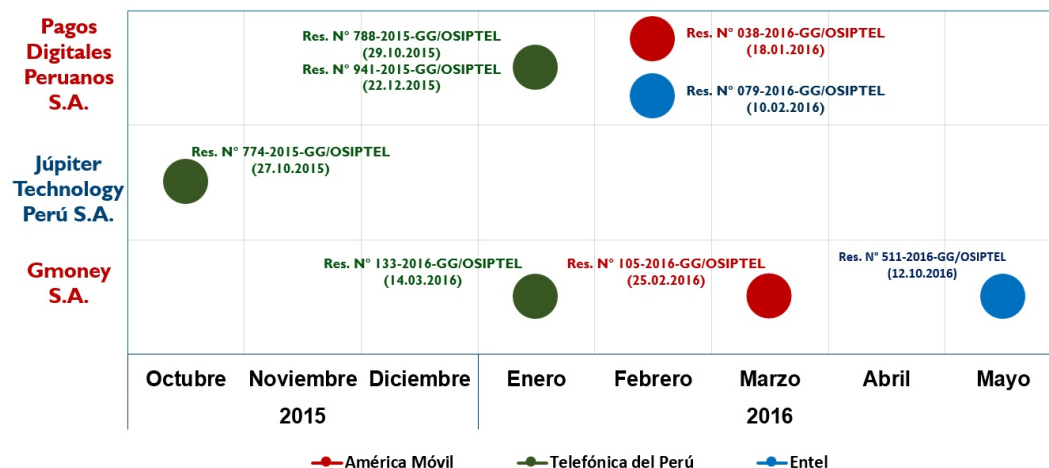 Pagos
Digitales
Peruanos
S.A.
Res. N° 788-2015-GG/OSIPTEL
(29.10.2015)
Res. N° 941-2015-GG/OSIPTEL
(22.12.2015)
Res. N° 038-2016-GG/OSIPTEL
(18.01.2016)
Res. N° 079-2016-GG/OSIPTEL
(10.02.2016)
Júpiter
Technology
Perú S.A.
Res. N° 774-2015-GG/OSIPTEL
(27.10.2015)
Gmoney
S.A.
Res. N° 133-2016-GG/OSIPTEL
(14.03.2016)
Res. N° 105-2016-GG/OSIPTEL
(25.02.2016)
Res. N° 511-2016-GG/OSIPTEL
(12.10.2016)
Octubre Noviembre Diciembre Enero Febrero Marzo Abril Mayo
2015 2016
América Móvil Telefónica del Perú Entel